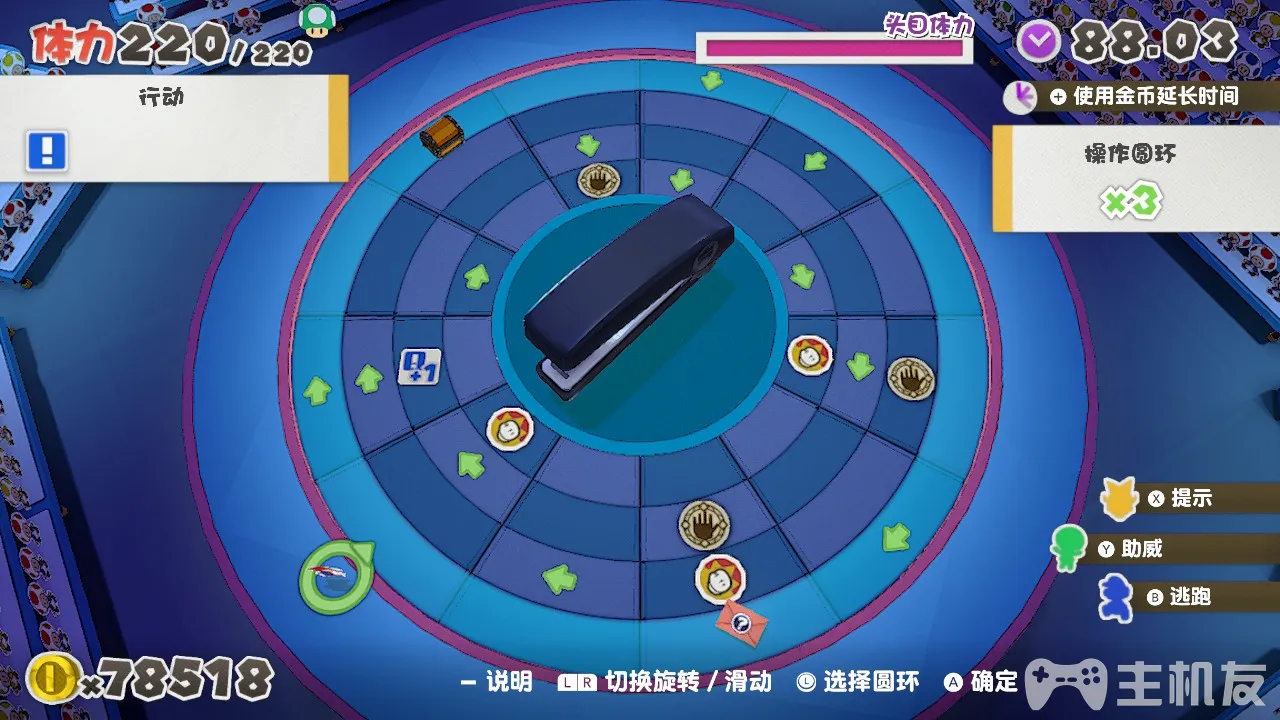 体力220/220
头目体力
88.03
+ 使用金币延长时间
行动
!
操作圆环
×3
+1
?
X 提示
Y 助威
B 逃跑
×78518
− 说明 L R 切换旋转 / 滑动 L 选择圆环 A 确定
主机友